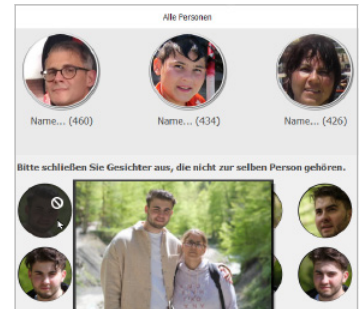 Alle Personen
Name... (460) Name... (434) Name... (426)
Bitte schließen Sie Gesichter aus, die nicht zur selben Person gehören.